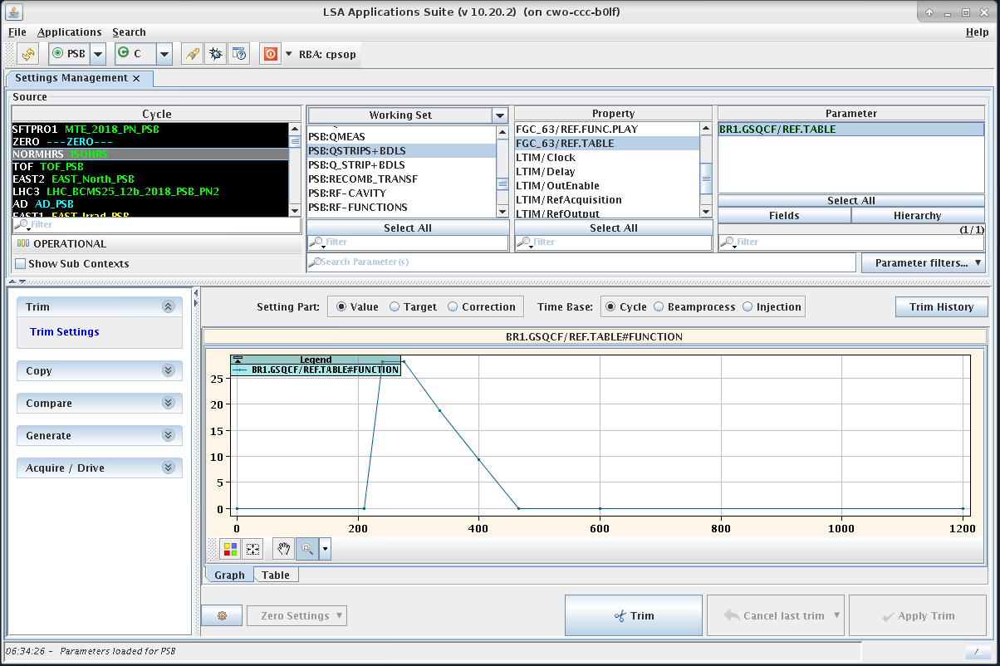 LSA Applications Suite (v 10.20.2)  (on cwo-ccc-b0lf)
File Applications Search Help
PSB C RBA: cpsop
Settings Management
Source
Cycle
SFTPRO1 MTE_2018_PN_PSB
ZERO ---ZERO---
NORMHRS ISOHRS
TOF TOF_PSB
EAST2 EAST_North_PSB
LHC3 LHC_BCMS25_12b_2018_PSB_PN2
AD AD_PSB
EAST1 EAST_Irrad_PSB
Filter
OPERATIONAL
Show Sub Contexts
Working Set
PSB:QMEAS
PSB:QSTRIPS+BDLS
PSB:Q_STRIP+BDLS
PSB:RECOMB_TRANSF
PSB:RF-CAVITY
PSB:RF-FUNCTIONS
Select All
Filter
Property
FGC_63/REF.FUNC.PLAY
FGC_63/REF.TABLE
LTIM/Clock
LTIM/Delay
LTIM/OutEnable
LTIM/RefAcquisition
LTIM/RefOutput
Select All
Filter
Parameter
BR1.GSQCF/REF.TABLE
Select All
Fields Hierarchy
(1/1)
Filter
Search Parameter(s)
Parameter filters...
Trim
Trim Settings
Copy
Compare
Generate
Acquire / Drive
Setting Part: Value Target Correction Time Base: Cycle Beamprocess Injection Trim History
BR1.GSQCF/REF.TABLE#FUNCTION
Legend
BR1.GSQCF/REF.TABLE#FUNCTION
25
20
15
10
5
0
0 200 400 600 800 1000 1200
Graph Table
Zero Settings Trim Cancel last trim Apply Trim
06:34:26 - Parameters loaded for PSB